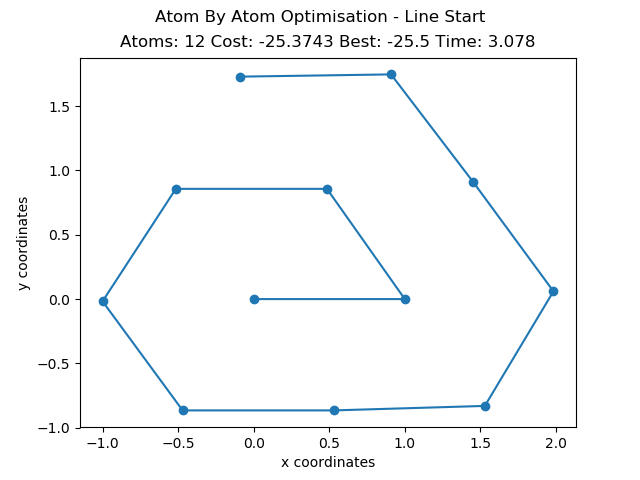 Atom By Atom Optimisation - Line Start
Atoms: 12 Cost: -25.3743 Best: -25.5 Time: 3.078
1.5
1.0
0.5
0.0
−0.5
−1.0
y coordinates
−1.0 −0.5 0.0 0.5 1.0 1.5 2.0
x coordinates